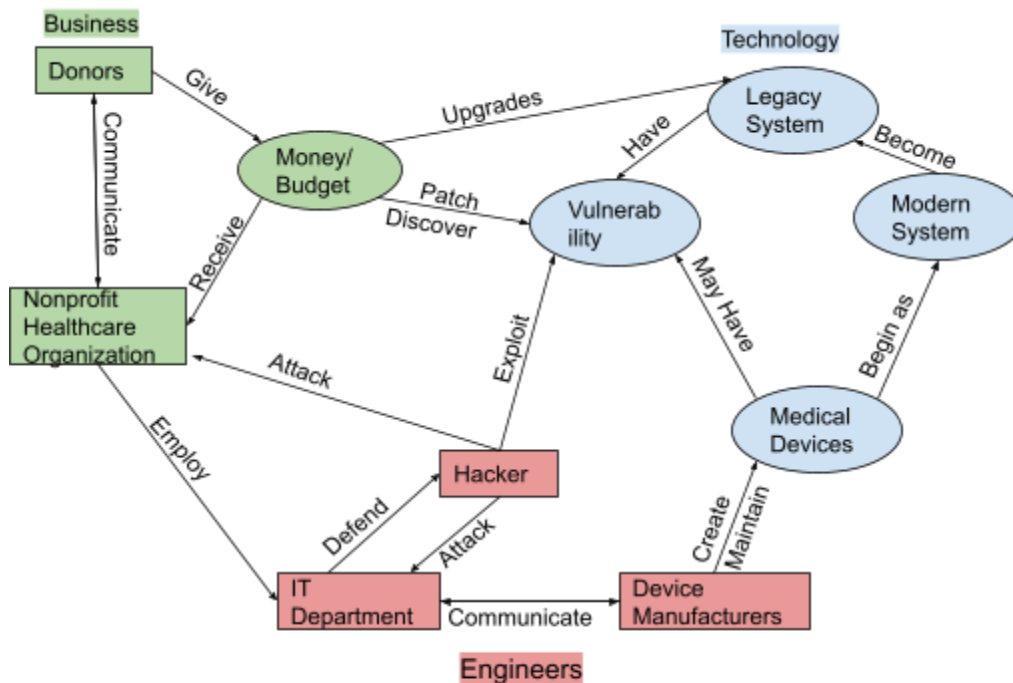 Business
Donors
Give
Technology
Upgrades
Legacy
System
Communicate
Have
Become
Money/
Budget
Patch
Discover
Vulnerab
ility
Modern
System
Receive
Nonprofit
Healthcare
Organization
May Have
Begin as
Attack
Exploit
Employ
Medical
Devices
Hacker
Defend
Attack
Create
Maintain
IT
Department
Communicate
Device
Manufacturers
Engineers